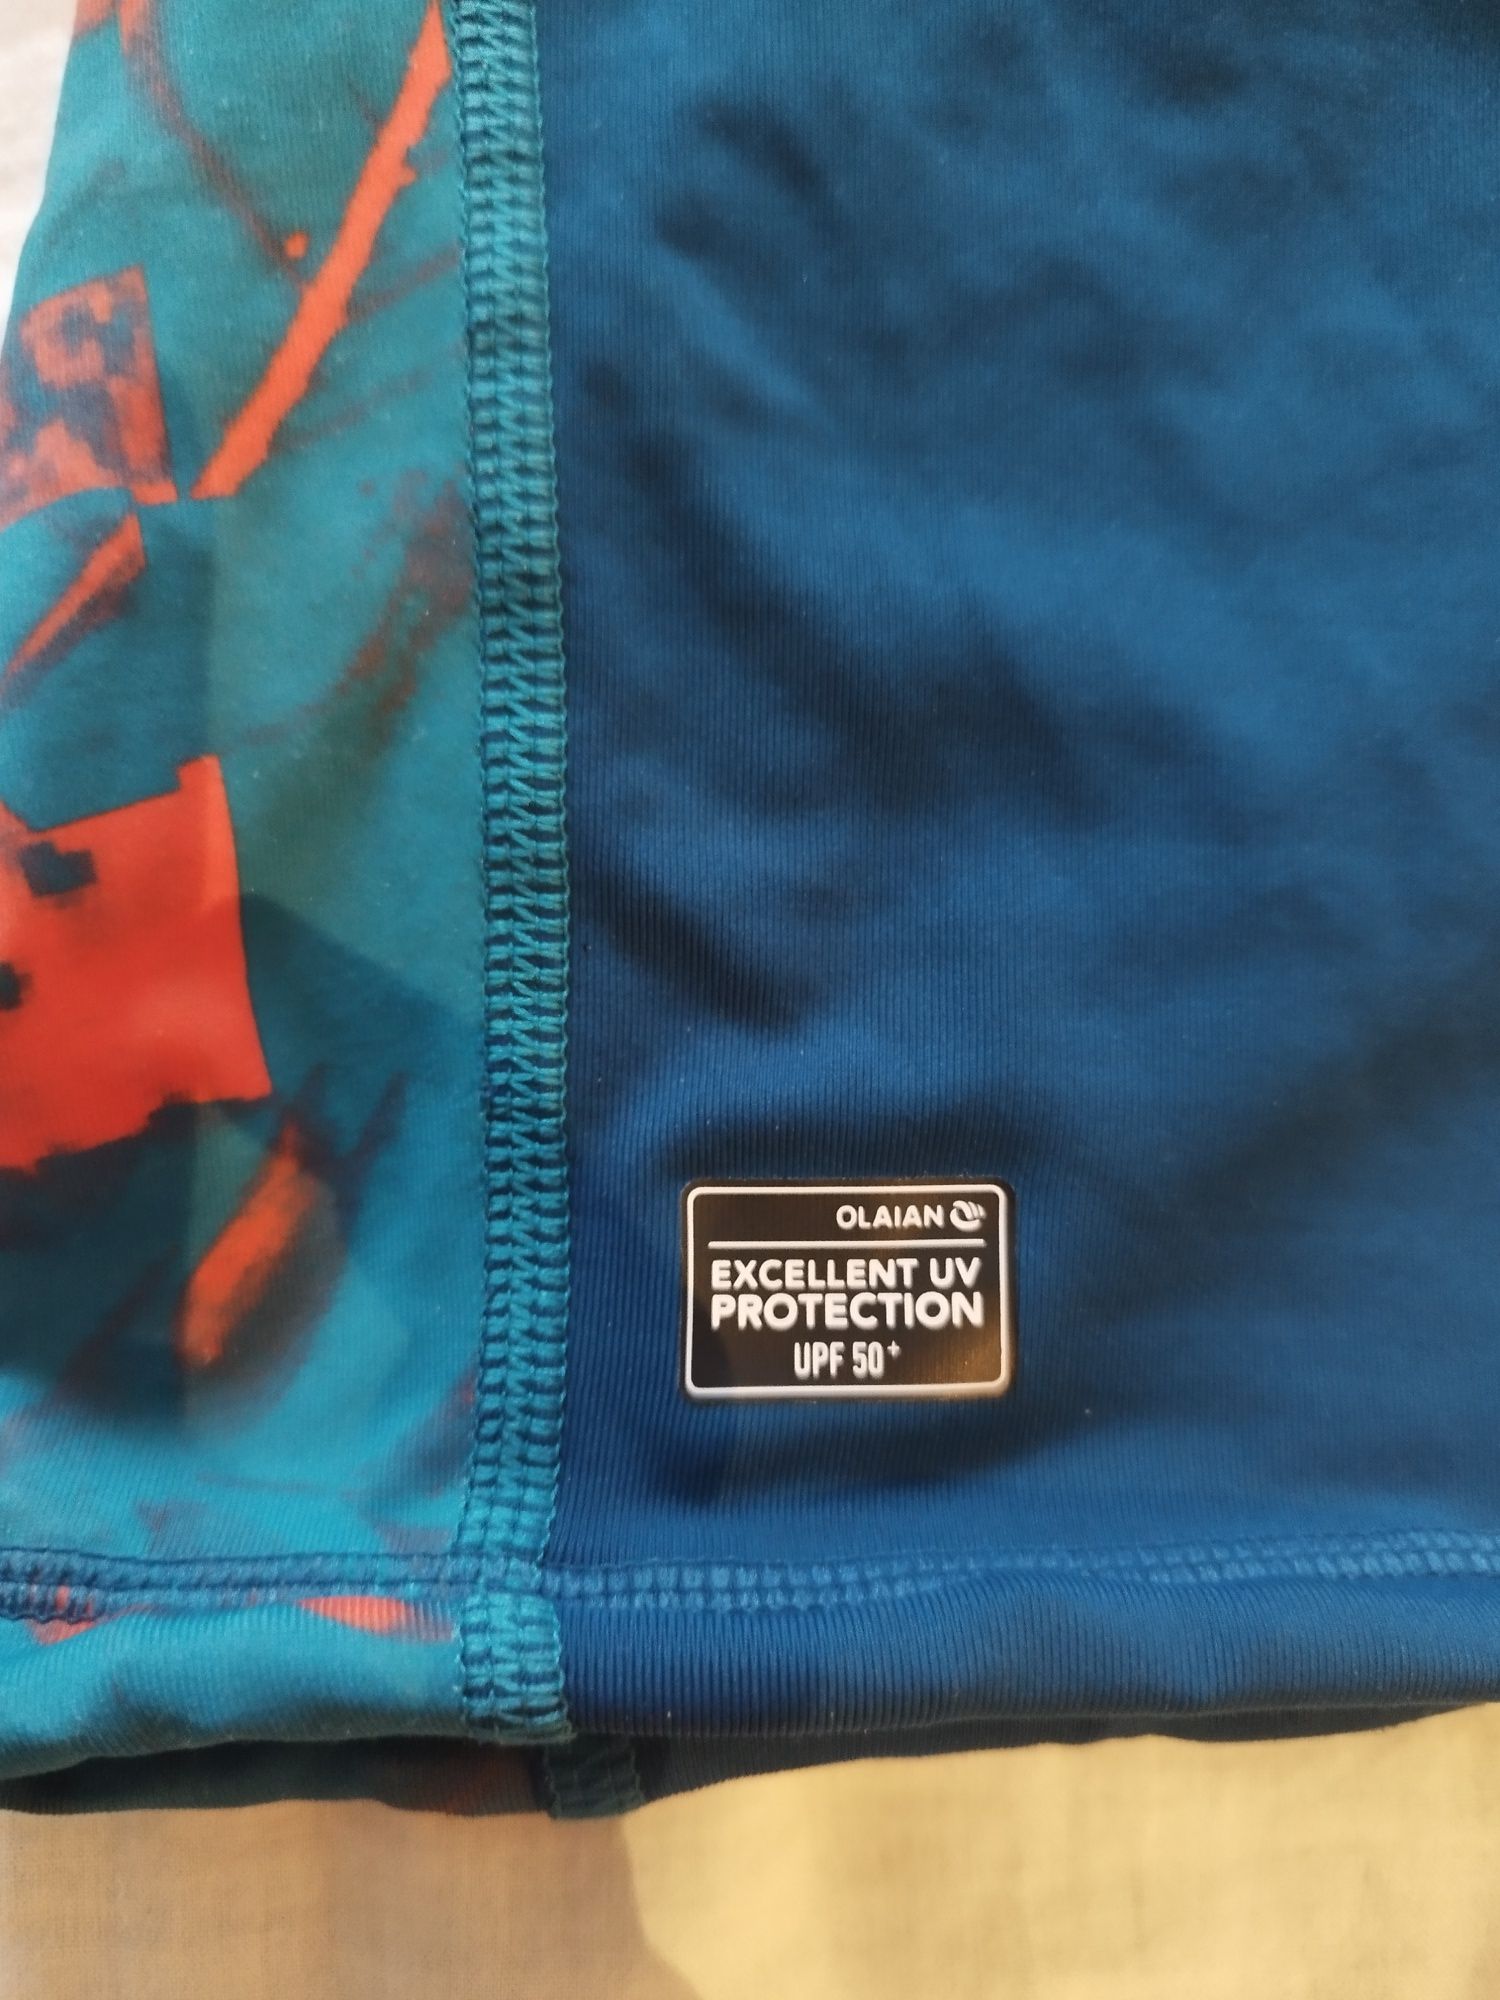 OLAIAN
EXCELLENT UV
PROTECTION
UPF 50+